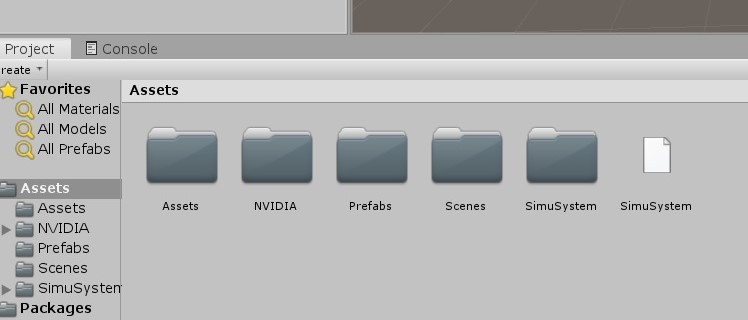 Project Console
reate
Favorites
All Materials
All Models
All Prefabs
Assets
Assets
NVIDIA
Prefabs
Scenes
SimuSystem
Packages
Assets
Assets NVIDIA Prefabs Scenes SimuSystem SimuSystem